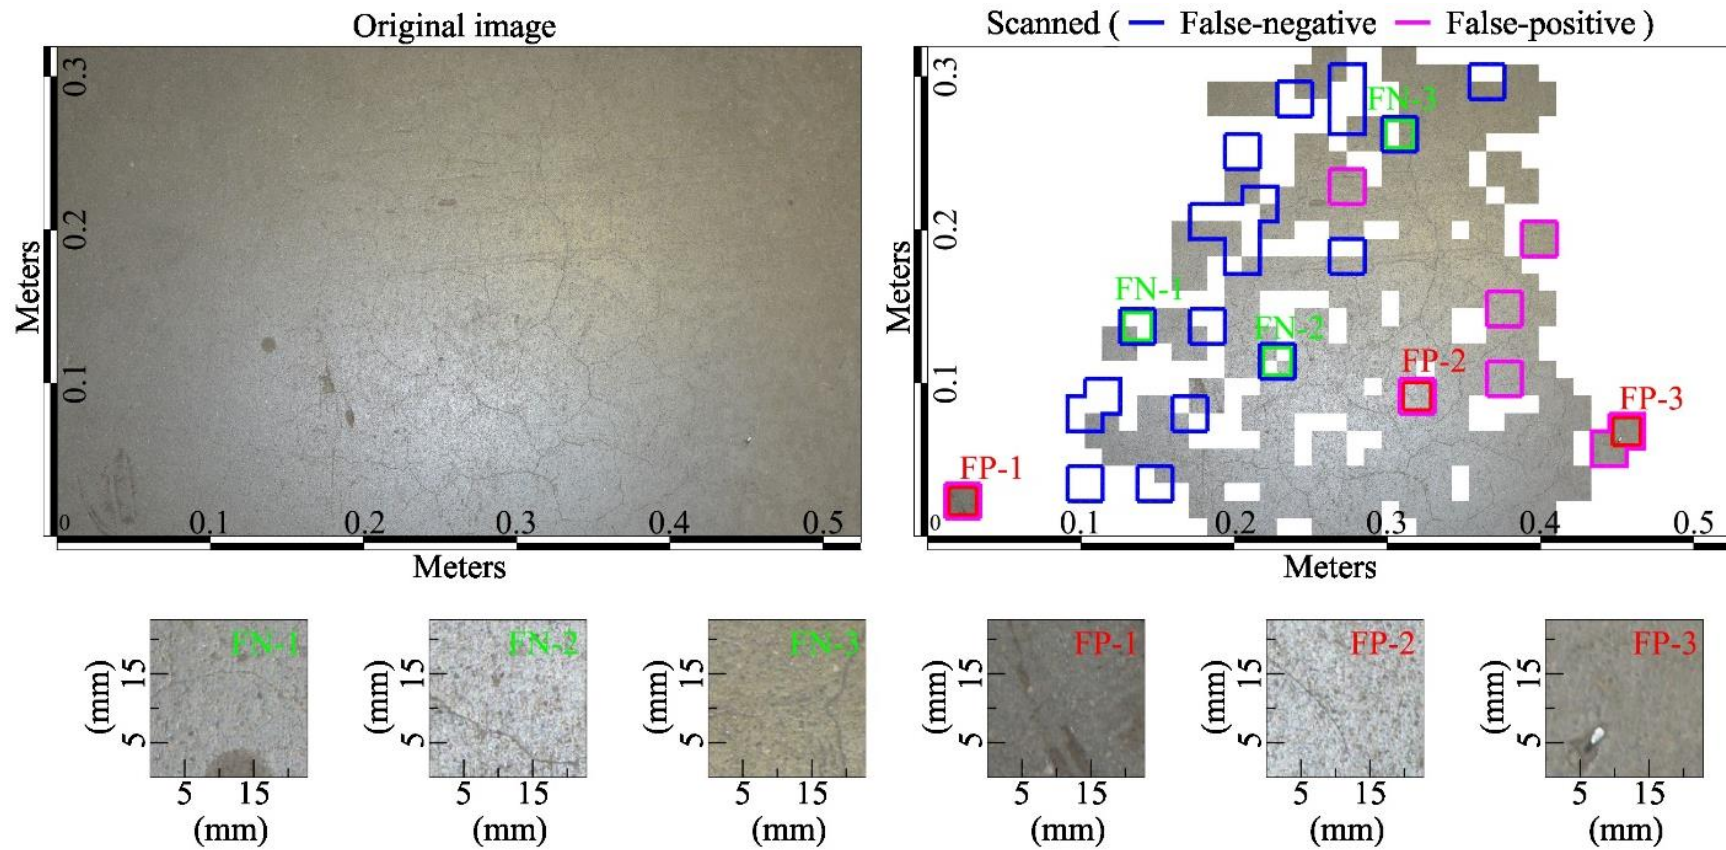 Original image
Scanned ( — False-negative — False-positive )
Meters
0.3
0.2
0.1
0
0.1
0.2
0.3
0.4
0.5
Meters
Meters
0.3
0.2
0.1
0
0.1
0.2
0.3
0.4
0.5
Meters
FN-3
FN-1
FN-2
FP-2
FP-3
FP-1
(mm)
15
5
FN-1
5 15
(mm)
(mm)
15
5
FN-2
5 15
(mm)
(mm)
15
5
FN-3
5 15
(mm)
(mm)
15
5
FP-1
5 15
(mm)
(mm)
15
5
FP-2
5 15
(mm)
(mm)
15
5
FP-3
5 15
(mm)